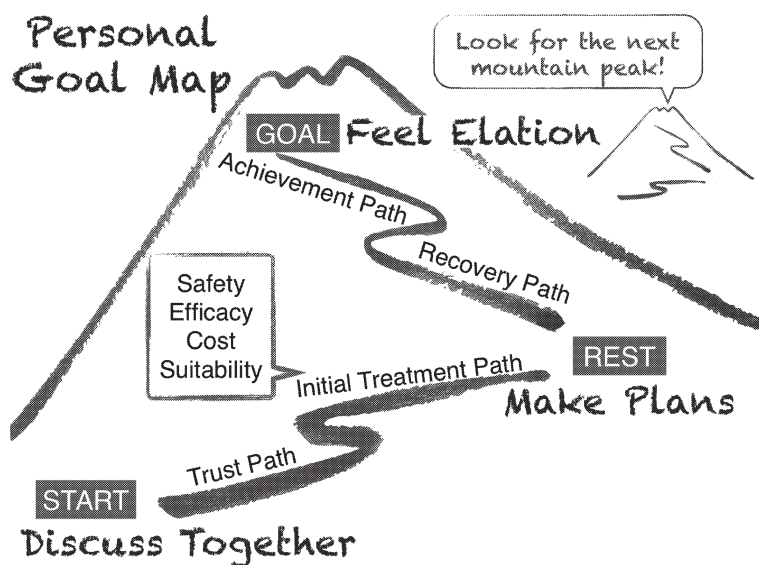 Personal
Goal Map
Look for the next
mountain peak!
GOAL Feel Elation
Achievement Path
Recovery Path
Safety
Efficacy
Cost
Suitability
REST
Initial Treatment Path
Make Plans
Trust Path
START
Discuss Together